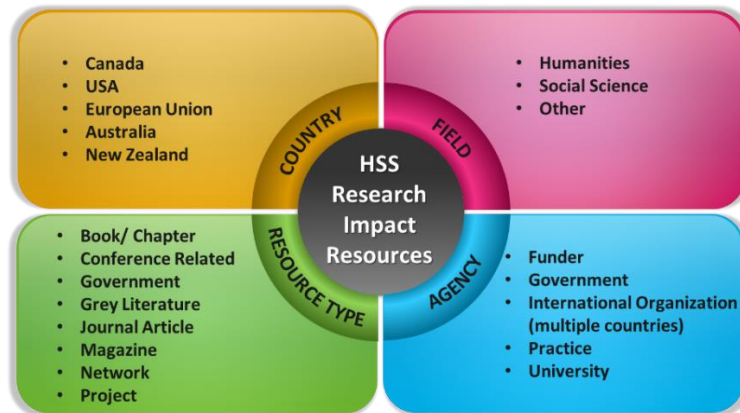 • Canada
• USA
• European Union
• Australia
• New Zealand
COUNTRY
• Humanities
• Social Science
• Other
FIELD
HSS
Research
Impact
Resources
• Book/ Chapter
• Conference Related
• Government
• Grey Literature
• Journal Article
• Magazine
• Network
• Project
RESOURCE TYPE
• Funder
• Government
• International Organization
(multiple countries)
• Practice
• University
AGENCY